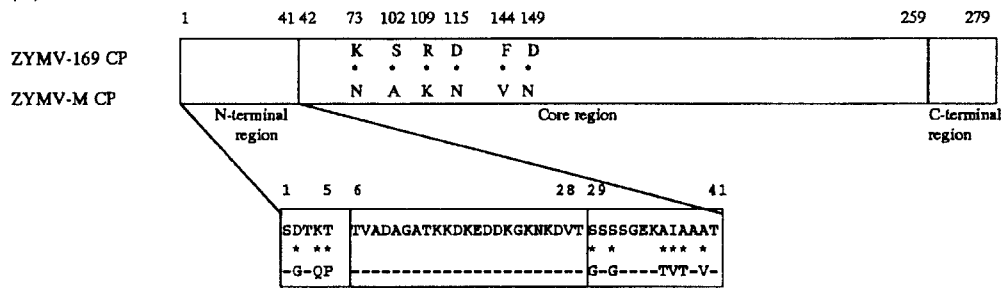 1 41 42 73 102 109 115 144 149 259 279
ZYMV-169 CP K S R D F D
* * * * * *
ZYMV-M CP N A K N V N
N-terminal region Core region C-terminal region
1 5 6 28 29 41
SDTKT TVADAGATKKDKEDDKGKNKDVT SSSSGEKAIAAAT
* ** * * *** *
-G-QP ----------------------- G-G----TVT-V-